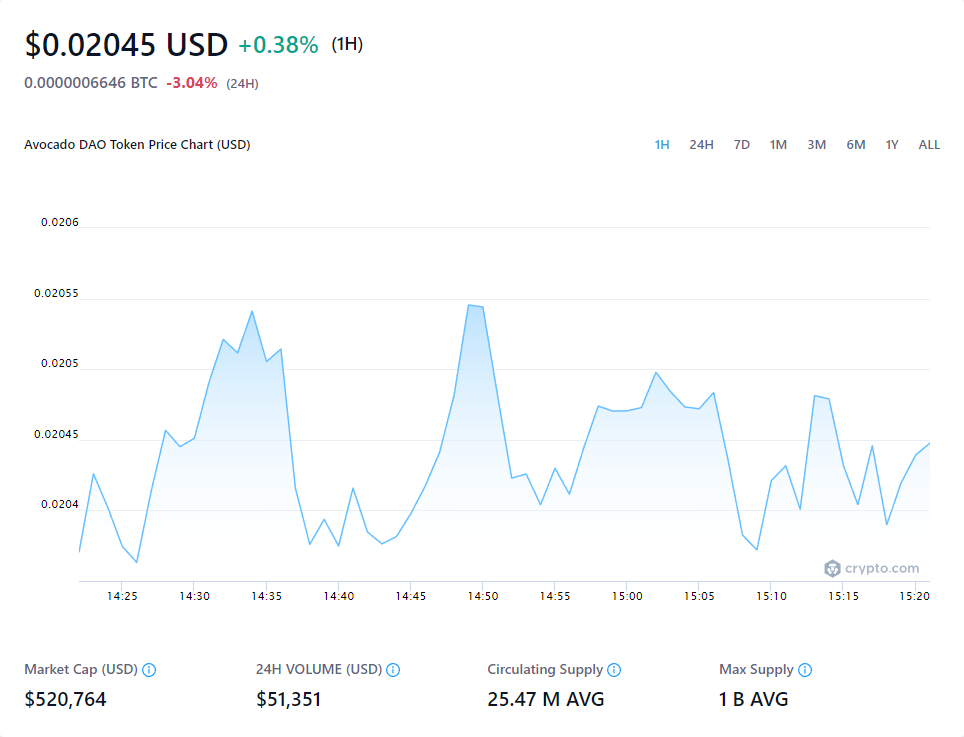 $0.02045 USD +0.38% (1H)
0.0000006646 BTC -3.04% (24H)
Avocado DAO Token Price Chart (USD) 1H 24H 7D 1M 3M 6M 1Y ALL
0.0206
0.02055
0.0205
0.02045
0.0204
crypto.com
14:25 14:30 14:35 14:40 14:45 14:50 14:55 15:00 15:05 15:10 15:15 15:20
Market Cap (USD) 24H VOLUME (USD) Circulating Supply Max Supply
$520,764 $51,351 25.47 M AVG 1 B AVG